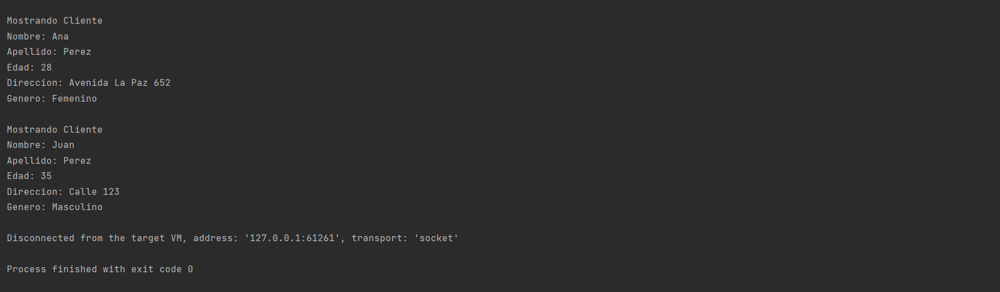 Mostrando Cliente
Nombre: Ana
Apellido: Perez
Edad: 28
Direccion: Avenida La Paz 652
Genero: Femenino
Mostrando Cliente
Nombre: Juan
Apellido: Perez
Edad: 35
Direccion: Calle 123
Genero: Masculino
Disconnected from the target VM, address: '127.0.0.1:61261', transport: 'socket'
Process finished with exit code 0